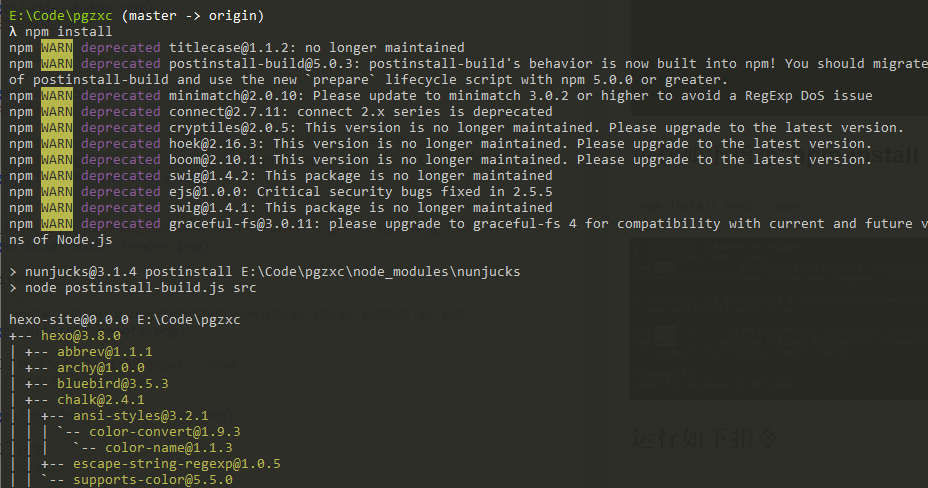 E:\Code\pgzxc (master -> origin)
λ npm install
npm WARN deprecated titlecase@1.1.2: no longer maintained
npm WARN deprecated postinstall-build@5.0.3: postinstall-build's behavior is now built into npm! You should migrate
of postinstall-build and use the new `prepare` lifecycle script with npm 5.0.0 or greater.
npm WARN deprecated minimatch@2.0.10: Please update to minimatch 3.0.2 or higher to avoid a RegExp DoS issue
npm WARN deprecated connect@2.7.11: connect 2.x series is deprecated
npm WARN deprecated cryptiles@2.0.5: This version is no longer maintained. Please upgrade to the latest version.
npm WARN deprecated hoek@2.16.3: This version is no longer maintained. Please upgrade to the latest version.
npm WARN deprecated boom@2.10.1: This version is no longer maintained. Please upgrade to the latest version.
npm WARN deprecated swig@1.4.2: This package is no longer maintained
npm WARN deprecated ejs@1.0.0: Critical security bugs fixed in 2.5.5
npm WARN deprecated swig@1.4.1: This package is no longer maintained
npm WARN deprecated graceful-fs@3.0.11: please upgrade to graceful-fs 4 for compatibility with current and future v
ns of Node.js
> nunjucks@3.1.4 postinstall E:\Code\pgzxc\node_modules\nunjucks
> node postinstall-build.js src
hexo-site@0.0.0 E:\Code\pgzxc
+-- hexo@3.8.0
| +-- abbrev@1.1.1
| +-- archy@1.0.0
| +-- bluebird@3.5.3
| +-- chalk@2.4.1
| | +-- ansi-styles@3.2.1
| | | `-- color-convert@1.9.3
| | |   `-- color-name@1.1.3
| | +-- escape-string-regexp@1.0.5
| | `-- supports-color@5.5.0
运行如下指令